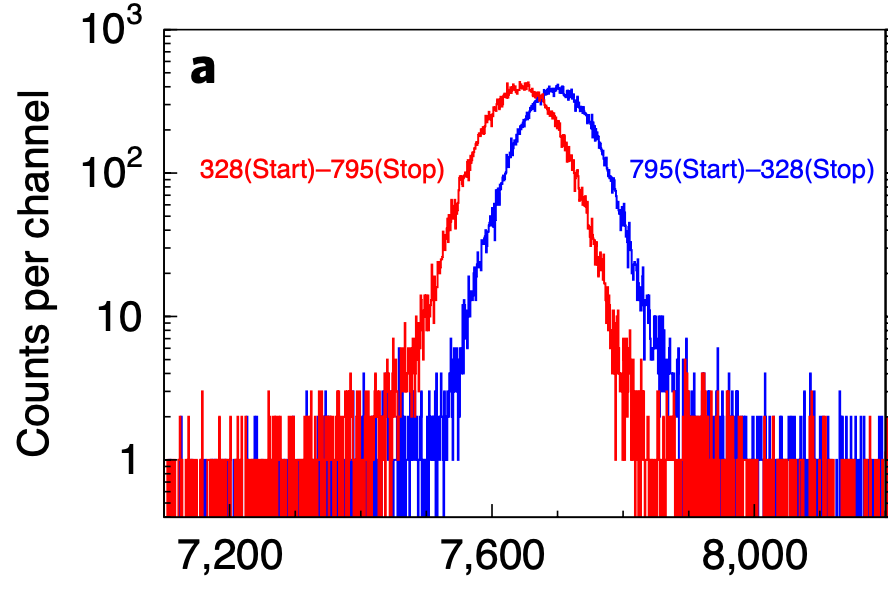 10³
a
328(Start)–795(Stop)
795(Start)–328(Stop)
10²
Counts per channel
10
1
7,200
7,600
8,000